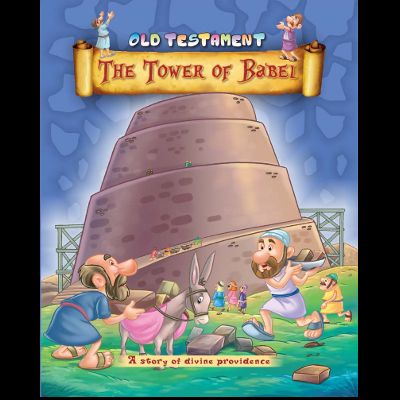 OLD TESTAMENT
THE TOWER OF BABEL
A story of divine providence